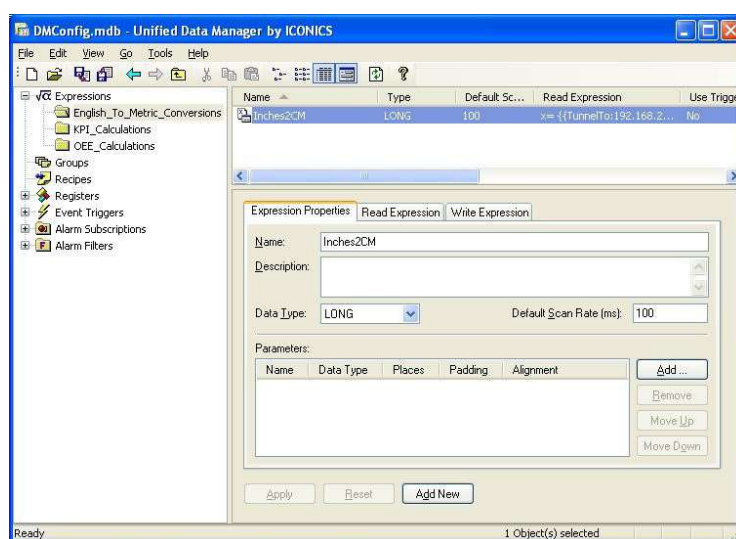 DMConfig.mdb - Unified Data Manager by ICONICS
File Edit View Go Tools Help
√α Expressions
English_To_Metric_Conversions
KPI_Calculations
OEE_Calculations
Groups
Recipes
Registers
Event Triggers
Alarm Subscriptions
Alarm Filters
Name Type Default Sc... Read Expression Use Trigge
Inches2CM LONG 100 x= {{TunnelTo:192.168.2... No
Expression Properties Read Expression Write Expression
Name: Inches2CM
Description:
Data Type: LONG Default Scan Rate (ms): 100
Parameters:
Name Data Type Places Padding Alignment
Add ...
Remove
Move Up
Move Down
Apply Reset Add New
Ready 1 Object(s) selected